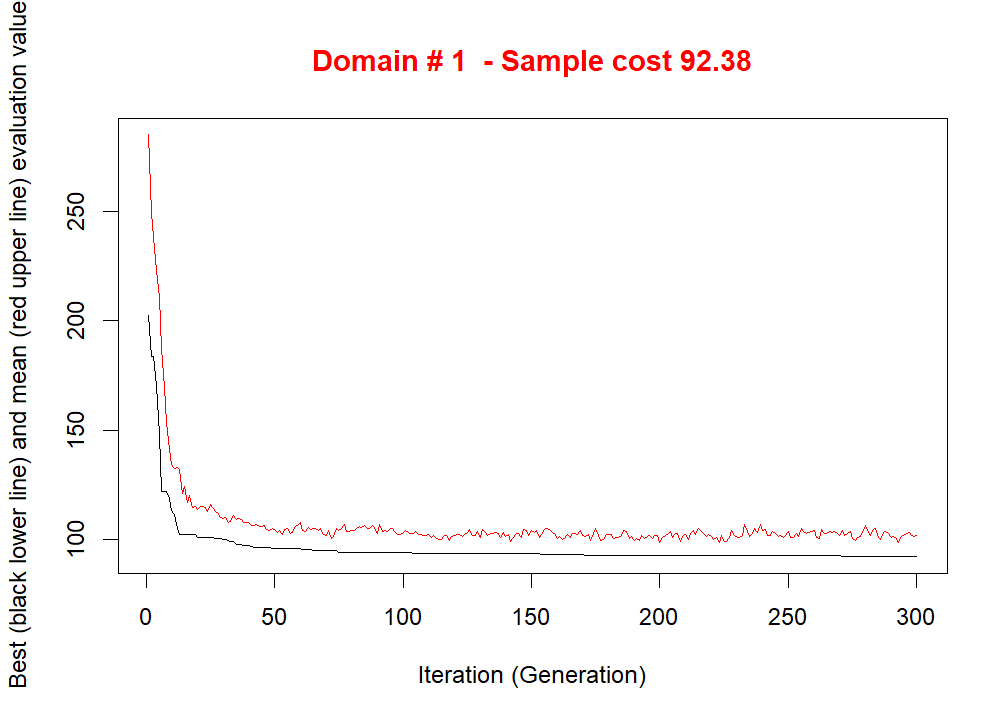 Domain # 1  - Sample cost 92.38
Best (black lower line) and mean (red upper line) evaluation value
250
200
150
100
0 50 100 150 200 250 300
Iteration (Generation)